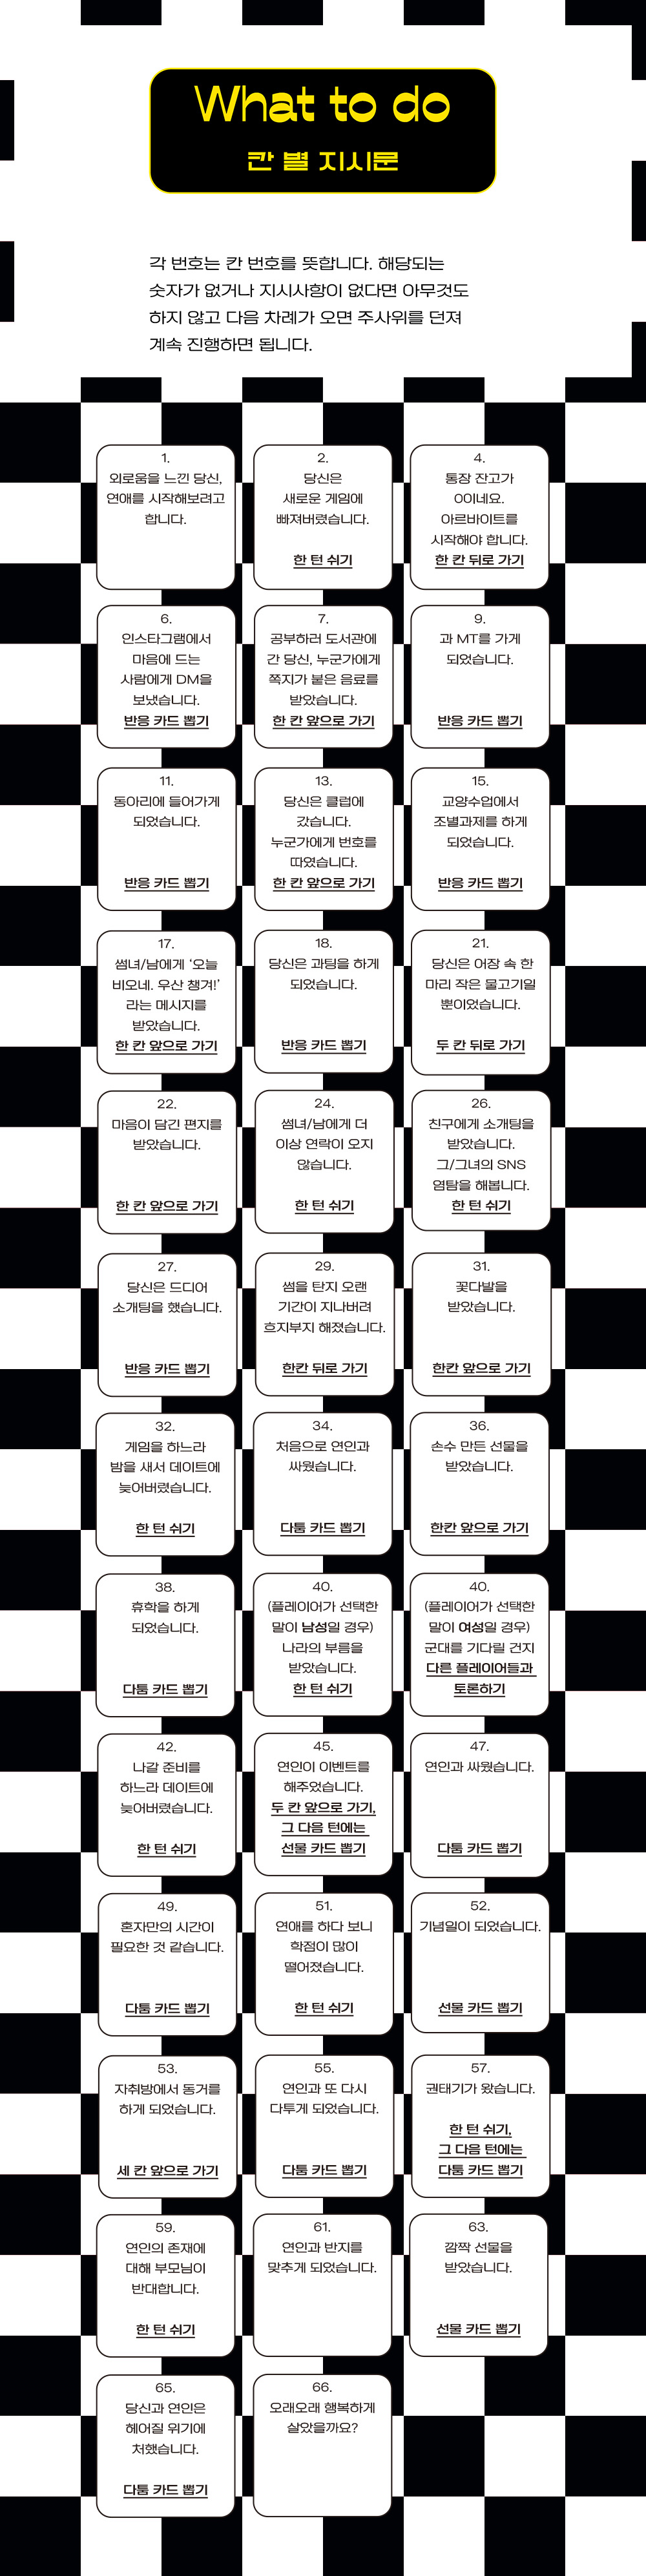 What to do
칸 별 지시문
각 번호는 칸 번호를 뜻합니다. 해당되는
숫자가 없거나 지시사항이 없다면 아무것도
하지 않고 다음 차례가 오면 주사위를 던져
계속 진행하면 됩니다.
1.
외로움을 느낀 당신,
연애를 시작해보려고
합니다.
2.
당신은
새로운 게임에
빠져버렸습니다.
한 턴 쉬기
4.
통장 잔고가
0이네요.
아르바이트를
시작해야 합니다.
한 칸 뒤로 가기
6.
인스타그램에서
마음에 드는
사람에게 DM을
보냈습니다.
반응 카드 뽑기
7.
공부하러 도서관에
간 당신, 누군가에게
쪽지가 붙은 음료를
받았습니다.
한 칸 앞으로 가기
9.
과 MT를 가게
되었습니다.
반응 카드 뽑기
11.
동아리에 들어가게
되었습니다.
반응 카드 뽑기
13.
당신은 클럽에
갔습니다.
누군가에게 번호를
따였습니다.
한 칸 앞으로 가기
15.
교양수업에서
조별과제를 하게
되었습니다.
반응 카드 뽑기
17.
썸녀/남에게 ‘오늘
비오네. 우산 챙겨!’
라는 메시지를
받았습니다.
한 칸 앞으로 가기
18.
당신은 과팅을 하게
되었습니다.
반응 카드 뽑기
21.
당신은 어장 속 한
마리 작은 물고기일
뿐이었습니다.
두 칸 뒤로 가기
22.
마음이 담긴 편지를
받았습니다.
한 칸 앞으로 가기
24.
썸녀/남에게 더
이상 연락이 오지
않습니다.
한 턴 쉬기
26.
친구에게 소개팅을
받았습니다.
그/그녀의 SNS
염탐을 해봅니다.
한 턴 쉬기
27.
당신은 드디어
소개팅을 했습니다.
반응 카드 뽑기
29.
썸을 탄지 오랜
기간이 지나버려
흐지부지 해졌습니다.
한칸 뒤로 가기
31.
꽃다발을
받았습니다.
한칸 앞으로 가기
32.
게임을 하느라
밤을 새서 데이트에
늦어버렸습니다.
한 턴 쉬기
34.
처음으로 연인과
싸웠습니다.
다툼 카드 뽑기
36.
손수 만든 선물을
받았습니다.
한칸 앞으로 가기
38.
휴학을 하게
되었습니다.
다툼 카드 뽑기
40.
(플레이어가 선택한
말이 남성일 경우)
나라의 부름을
받았습니다.
한 턴 쉬기
40.
(플레이어가 선택한
말이 여성일 경우)
군대를 기다릴 건지
다른 플레이어들과
토론하기
42.
나갈 준비를
하느라 데이트에
늦어버렸습니다.
한 턴 쉬기
45.
연인이 이벤트를
해주었습니다.
두 칸 앞으로 가기,
그 다음 턴에는
선물 카드 뽑기
47.
연인과 싸웠습니다.
다툼 카드 뽑기
49.
혼자만의 시간이
필요한 것 같습니다.
다툼 카드 뽑기
51.
연애를 하다 보니
학점이 많이
떨어졌습니다.
한 턴 쉬기
52.
기념일이 되었습니다.
선물 카드 뽑기
53.
자취방에서 동거를
하게 되었습니다.
세 칸 앞으로 가기
55.
연인과 또 다시
다투게 되었습니다.
다툼 카드 뽑기
57.
권태기가 왔습니다.
한 턴 쉬기,
그 다음 턴에는
다툼 카드 뽑기
59.
연인의 존재에
대해 부모님이
반대합니다.
한 턴 쉬기
61.
연인과 반지를
맞추게 되었습니다.
63.
깜짝 선물을
받았습니다.
선물 카드 뽑기
65.
당신과 연인은
헤어질 위기에
처했습니다.
다툼 카드 뽑기
66.
오래오래 행복하게
살았을까요?